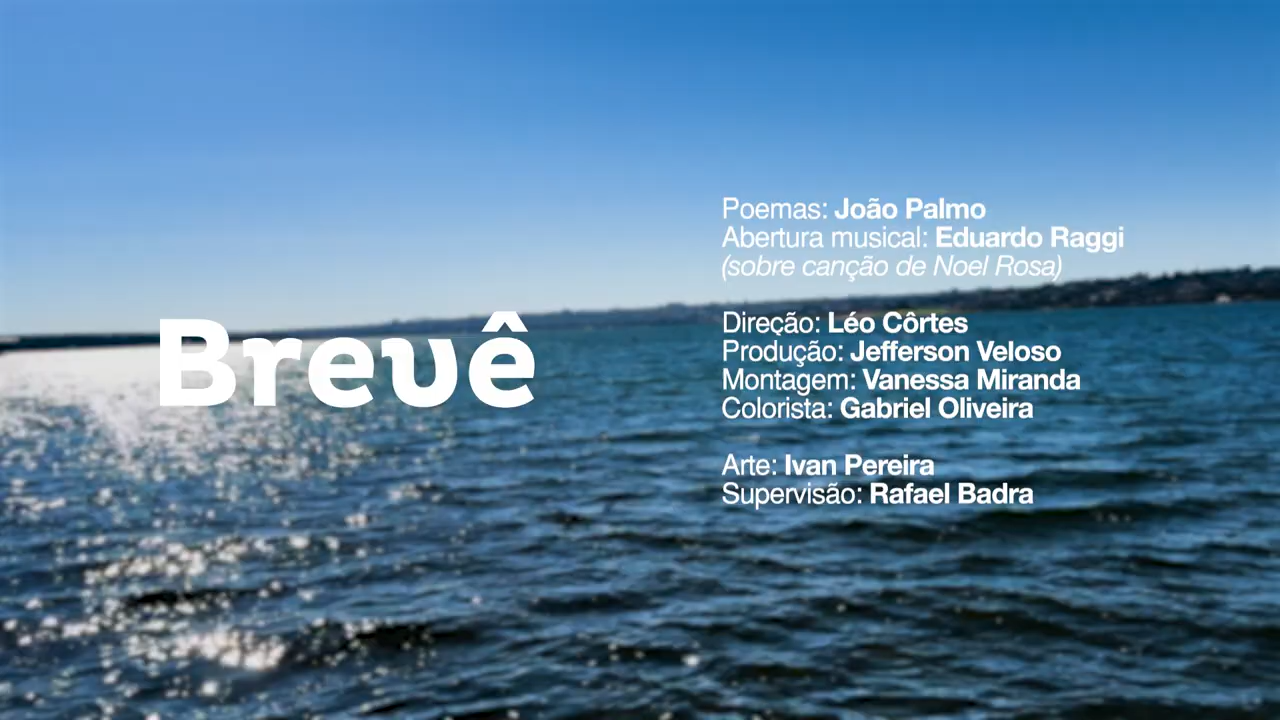 Brevê
Poemas: João Palmo
Abertura musical: Eduardo Raggi
(sobre canção de Noel Rosa)
Direção: Léo Côrtes
Produção: Jefferson Veloso
Montagem: Vanessa Miranda
Colorista: Gabriel Oliveira
Arte: Ivan Pereira
Supervisão: Rafael Badra